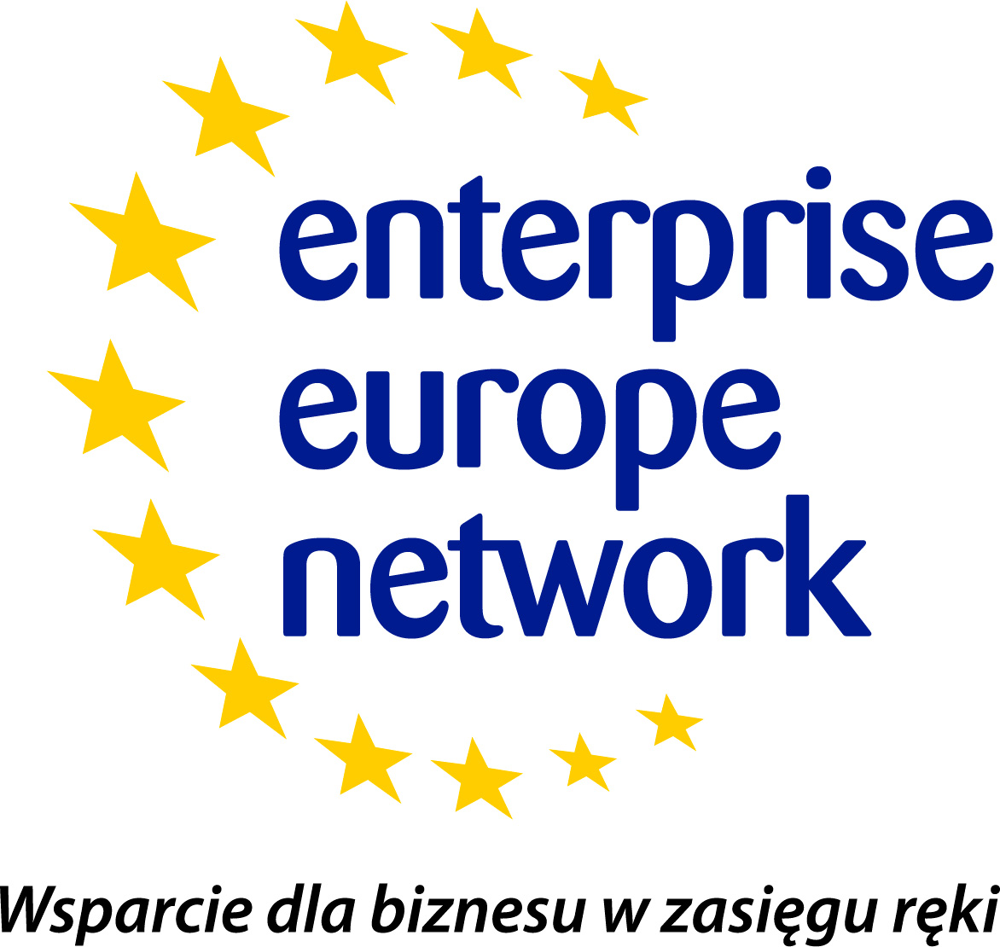 enterprise
europe
network
Wsparcie dla biznesu w zasięgu ręki